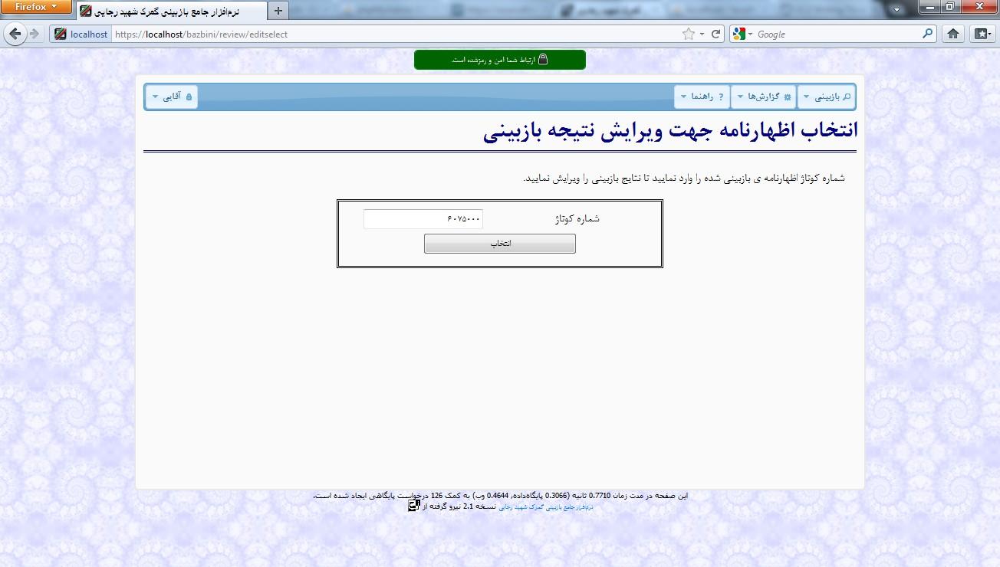 Firefox
نرم‌افزار جامع بازبینی گمرک شهید رجایی
localhost https://localhost/bazbini/review/editselect
Google
ارتباط شما امن و رمزشده است.
بازبینی گزارش‌ها ? راهنما آقایی
انتخاب اظهارنامه جهت ویرایش نتیجه بازبینی
شماره کوتاژ اظهارنامه ی بازبینی شده را وارد نمایید تا نتایج بازبینی را ویرایش نمایید.
شماره کوتاژ ۶۰۷۵۰۰۰
انتخاب
این صفحه در مدت زمان 0.7710 ثانیه (0.3066 پایگاه‌داده, 0.4644 وب) به کمک 126 درخواست پایگاهی ایجاد شده است.
نرم‌افزار جامع بازبینی گمرک شهید رجایی نسخه 2.1 نیرو گرفته از